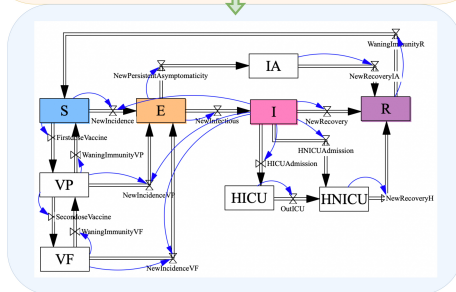 WaningImmunityR
IA
NewPersistentAsymptomaticity
NewRecoveryIA
S
E
I
R
NewIncidence
NewInfectious
NewRecovery
FirstdoseVaccine
HNICUAdmission
WaningImmunityVP
HICUAdmission
VP
NewIncidenceVP
HICU
HNICU
NewRecoveryH
SecondoseVaccine
OutICU
WaningImmunityVF
VF
NewIncidenceVF